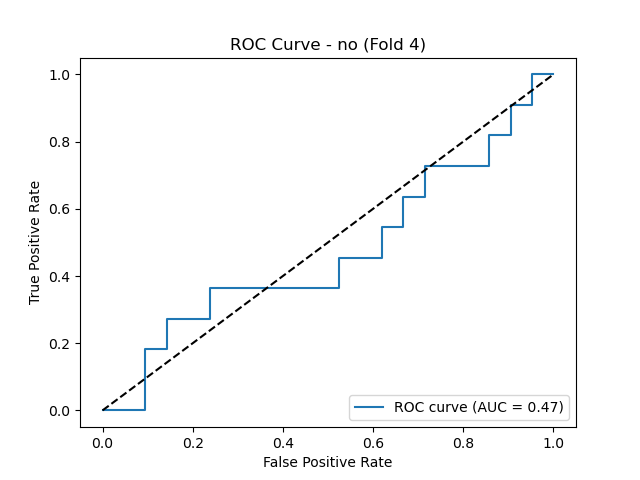 ROC Curve - no (Fold 4)
True Positive Rate
1.0
0.8
0.6
0.4
0.2
0.0
0.0 0.2 0.4 0.6 0.8 1.0
False Positive Rate
ROC curve (AUC = 0.47)